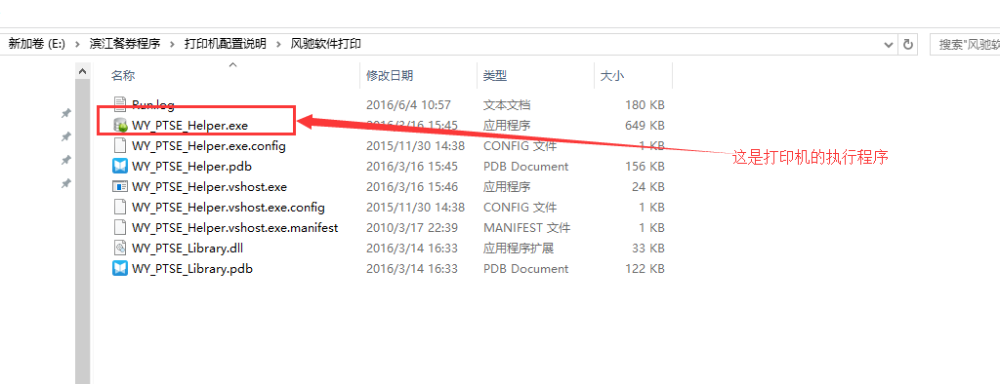 新加卷 (E:) › 滨江餐券程序 › 打印机配置说明 › 风驰软件打印 搜索"风驰软
名称 修改日期 类型 大小
Run.log 2016/6/4 10:57 文本文档 180 KB
WY_PTSE_Helper.exe 2016/3/16 15:45 应用程序 649 KB
WY_PTSE_Helper.exe.config 2015/11/30 14:38 CONFIG 文件 1 KB
这是打印机的执行程序
WY_PTSE_Helper.pdb 2016/3/16 15:45 PDB Document 156 KB
WY_PTSE_Helper.vshost.exe 2016/3/16 15:46 应用程序 24 KB
WY_PTSE_Helper.vshost.exe.config 2015/11/30 14:38 CONFIG 文件 1 KB
WY_PTSE_Helper.vshost.exe.manifest 2010/3/17 22:39 MANIFEST 文件 1 KB
WY_PTSE_Library.dll 2016/3/14 16:33 应用程序扩展 33 KB
WY_PTSE_Library.pdb 2016/3/14 16:33 PDB Document 122 KB